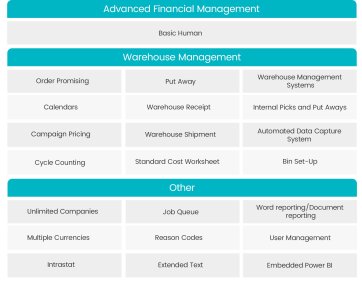 Advanced Financial Management
Basic Human
Warehouse Management
Order Promising
Put Away
Warehouse Management
Systems
Calendars
Warehouse Receipt
Internal Picks and Put Aways
Campaign Pricing
Warehouse Shipment
Automated Data Capture
System
Cycle Counting
Standard Cost Worksheet
Bin Set-Up
Other
Unlimited Companies
Job Queue
Word reporting/Document
reporting
Multiple Currencies
Reason Codes
User Management
Intrastat
Extended Text
Embedded Power BI